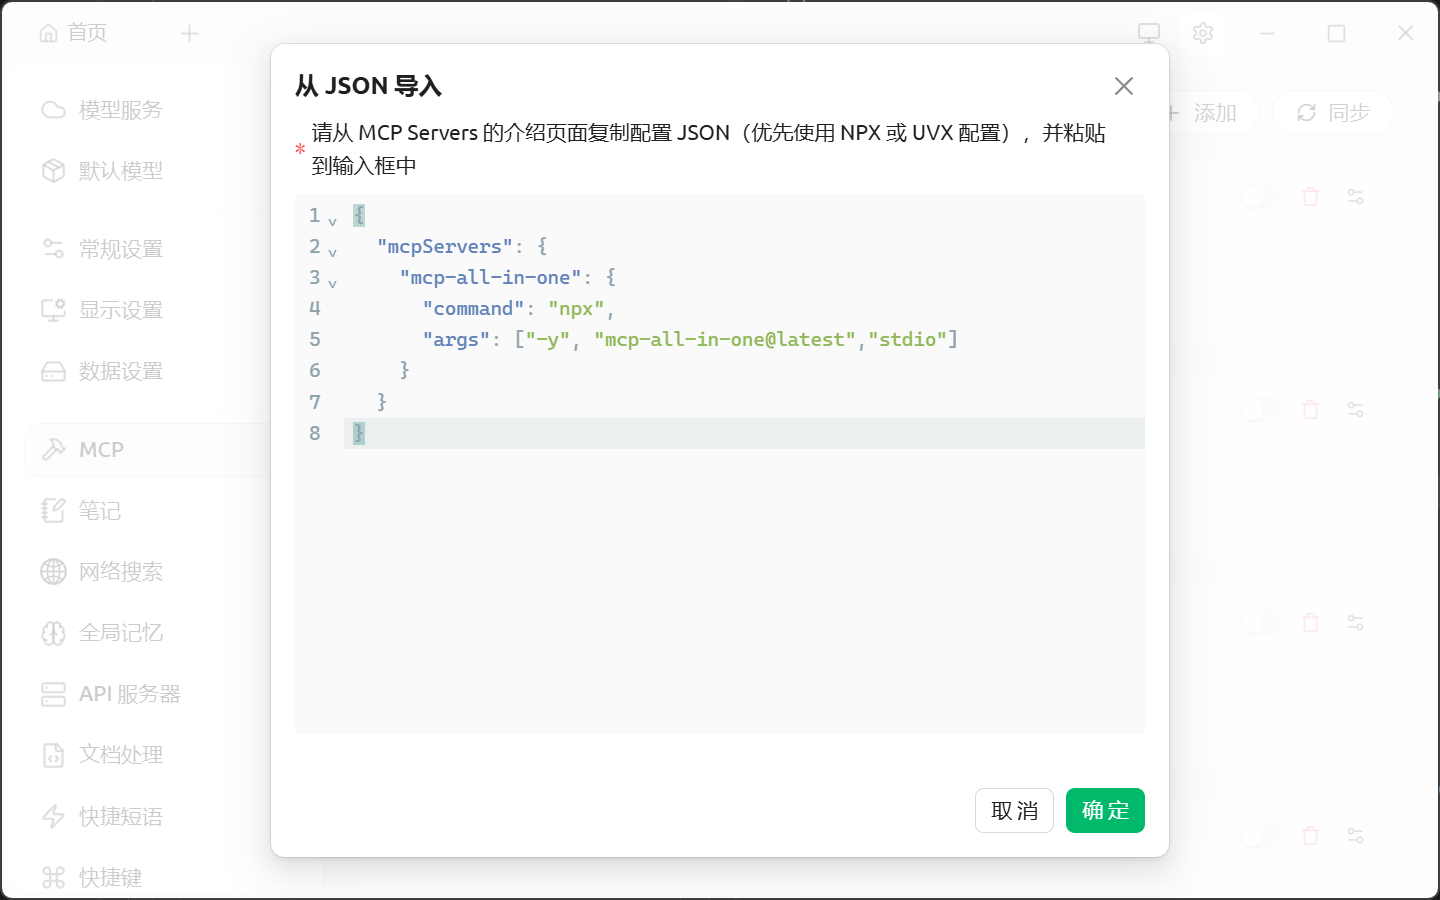 首页
模型服务
默认模型
常规设置
显示设置
数据设置
MCP
笔记
网络搜索
全局记忆
API 服务器
文档处理
快捷短语
快捷键
添加
同步
从 JSON 导入
* 请从 MCP Servers 的介绍页面复制配置 JSON（优先使用 NPX 或 UVX 配置），并粘贴
到输入框中
1 {
2 "mcpServers": {
3 "mcp-all-in-one": {
4 "command": "npx",
5 "args": ["-y", "mcp-all-in-one@latest","stdio"]
6 }
7 }
8 }
取消
确定